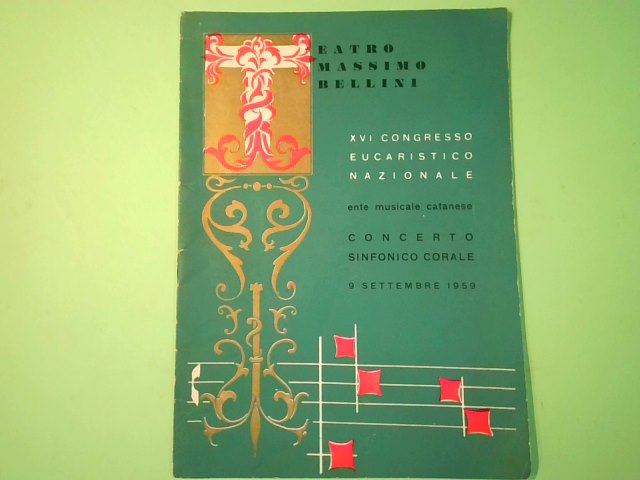 TEATRO
MASSIMO
BELLINI
XVI CONGRESSO
EUCARISTICO
NAZIONALE
ente musicale catanese
CONCERTO
SINFONICO CORALE
9 SETTEMBRE 1959